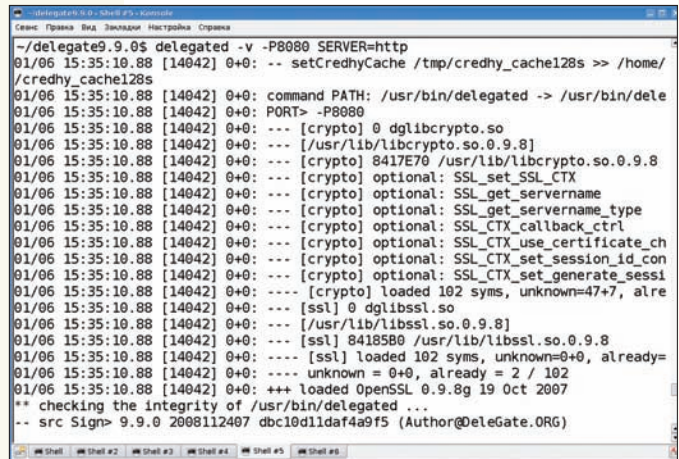 ~/delegate9.9.0 - Shell #5 - Konsole
Сеанс Правка Вид Закладки Настройка Справка
~/delegate9.9.0$ delegated -v -P8080 SERVER=http
01/06 15:35:10.88 [14042] 0+0: -- setCredhyCache /tmp/credhy_cache128s >> /home/
/credhy_cache128s
01/06 15:35:10.88 [14042] 0+0: command PATH: /usr/bin/delegated -> /usr/bin/dele
01/06 15:35:10.88 [14042] 0+0: PORT> -P8080
01/06 15:35:10.88 [14042] 0+0: --- [crypto] 0 dglibcrypto.so
01/06 15:35:10.88 [14042] 0+0: --- [/usr/lib/libcrypto.so.0.9.8]
01/06 15:35:10.88 [14042] 0+0: --- [crypto] 8417E70 /usr/lib/libcrypto.so.0.9.8
01/06 15:35:10.88 [14042] 0+0: --- [crypto] optional: SSL_set_SSL_CTX
01/06 15:35:10.88 [14042] 0+0: --- [crypto] optional: SSL_get_servername
01/06 15:35:10.88 [14042] 0+0: --- [crypto] optional: SSL_get_servername_type
01/06 15:35:10.88 [14042] 0+0: --- [crypto] optional: SSL_CTX_callback_ctrl
01/06 15:35:10.88 [14042] 0+0: --- [crypto] optional: SSL_CTX_use_certificate_ch
01/06 15:35:10.88 [14042] 0+0: --- [crypto] optional: SSL_CTX_set_session_id_con
01/06 15:35:10.88 [14042] 0+0: --- [crypto] optional: SSL_CTX_set_generate_sessi
01/06 15:35:10.88 [14042] 0+0: ---- [crypto] loaded 102 syms, unknown=47+7, alre
01/06 15:35:10.88 [14042] 0+0: --- [ssl] 0 dglibssl.so
01/06 15:35:10.88 [14042] 0+0: --- [/usr/lib/libssl.so.0.9.8]
01/06 15:35:10.88 [14042] 0+0: --- [ssl] 84185B0 /usr/lib/libssl.so.0.9.8
01/06 15:35:10.88 [14042] 0+0: ---- [ssl] loaded 102 syms, unknown=0+0, already=
01/06 15:35:10.88 [14042] 0+0: ---- unknown = 0+0, already = 2 / 102
01/06 15:35:10.88 [14042] 0+0: +++ loaded OpenSSL 0.9.8g 19 Oct 2007
** checking the integrity of /usr/bin/delegated ...
-- src Sign> 9.9.0 2008112407 dbc10d11daf4a9f5 (Author@DeleGate.ORG)
Shell Shell #2 Shell #3 Shell #4 Shell #5 Shell #6